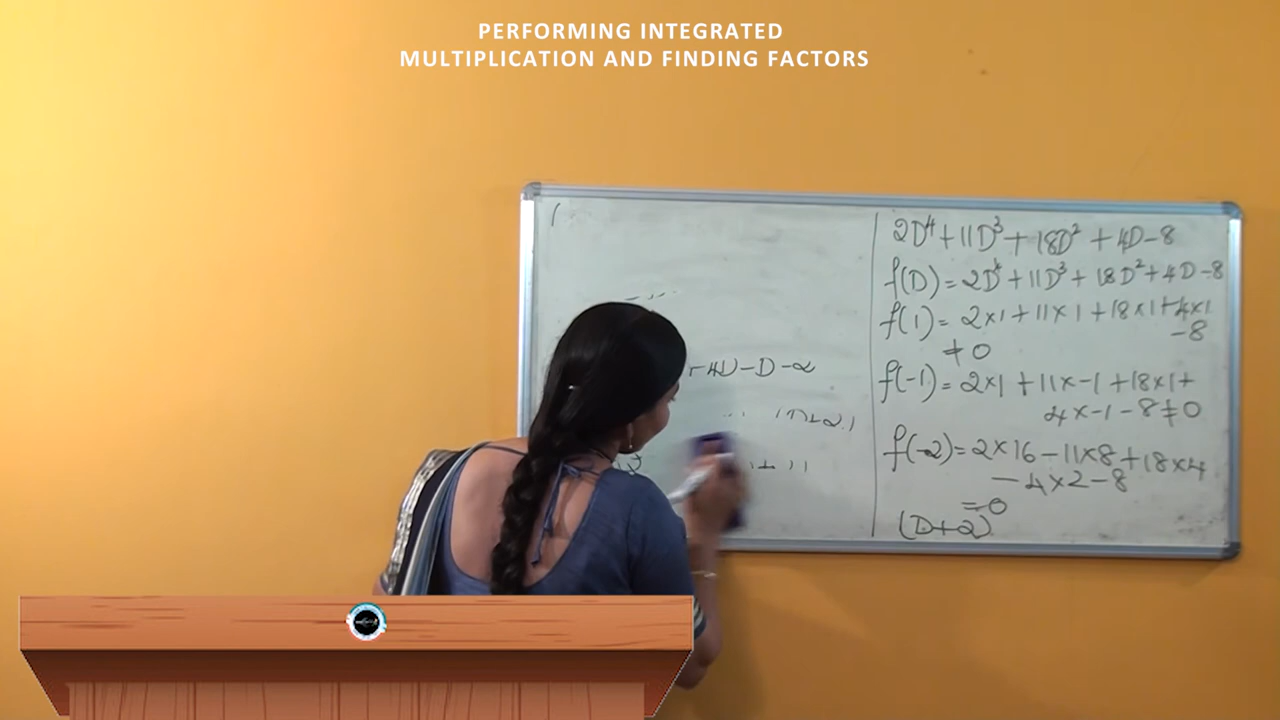 PERFORMING INTEGRATED
MULTIPLICATION AND FINDING FACTORS
4D-D-2
2D⁴+11D³+18D²+4D-8
f(D)=2D⁴+11D³+18D²+4D-8
f(1)=2×1+11×1+18×1+4×1
-8
≠0
f(-1)=2×1+11×-1+18×1+
4×-1-8≠0
f(-2)=2×16-11×8+18×4
-4×2-8
=0
(D+2)